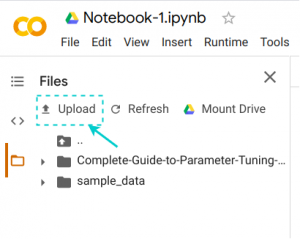 Notebook-1.ipynb
File Edit View Insert Runtime Tools
Files
Upload Refresh Mount Drive
..
Complete-Guide-to-Parameter-Tuning-...
sample_data